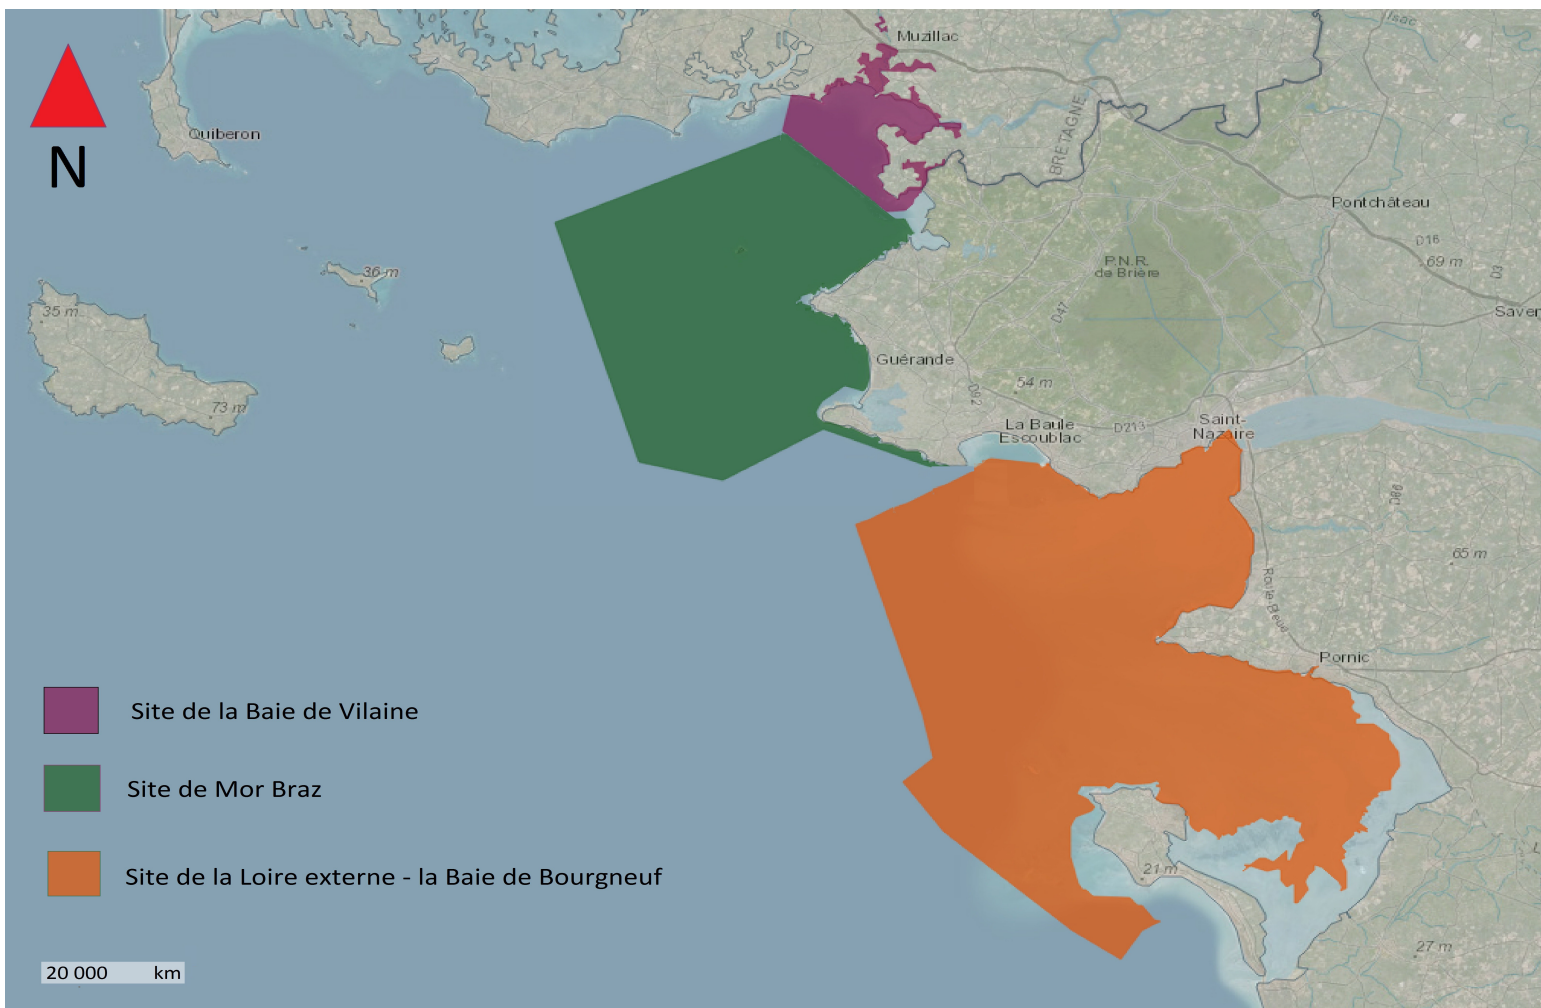 Isac
Muzillac
N
Quiberon
BRETAGNE
Pontchâteau
D16
69 m
D3
P.N.R.
de Brière
36 m
35 m
D47
Saven
Guérande
54 m
D92
73 m
La Baule
Escoublac
D213
Saint-
Nazaire
65 m
Route Bleue
Pornic
Site de la Baie de Vilaine
Site de Mor Braz
Site de la Loire externe - la Baie de Bourgneuf
21 m
27 m
20 000 km